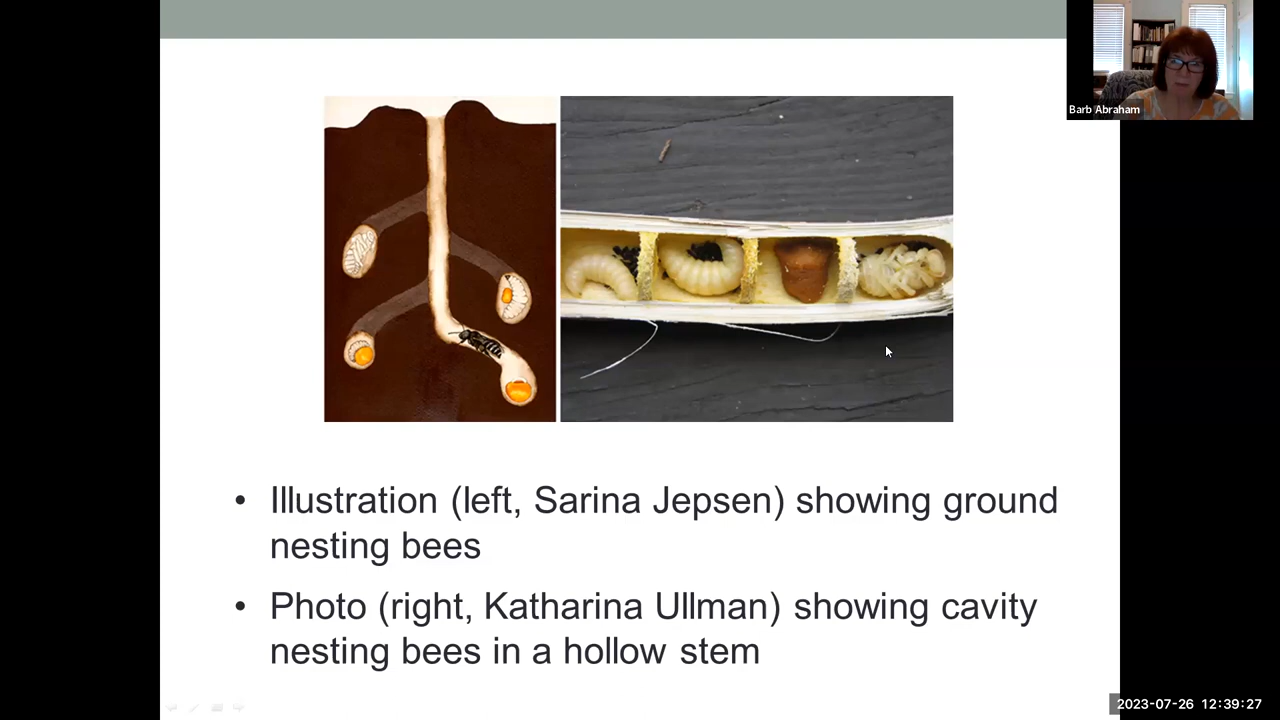 Barb Abraham
• Illustration (left, Sarina Jepsen) showing ground
nesting bees
• Photo (right, Katharina Ullman) showing cavity
nesting bees in a hollow stem
2023-07-26 12:39:27